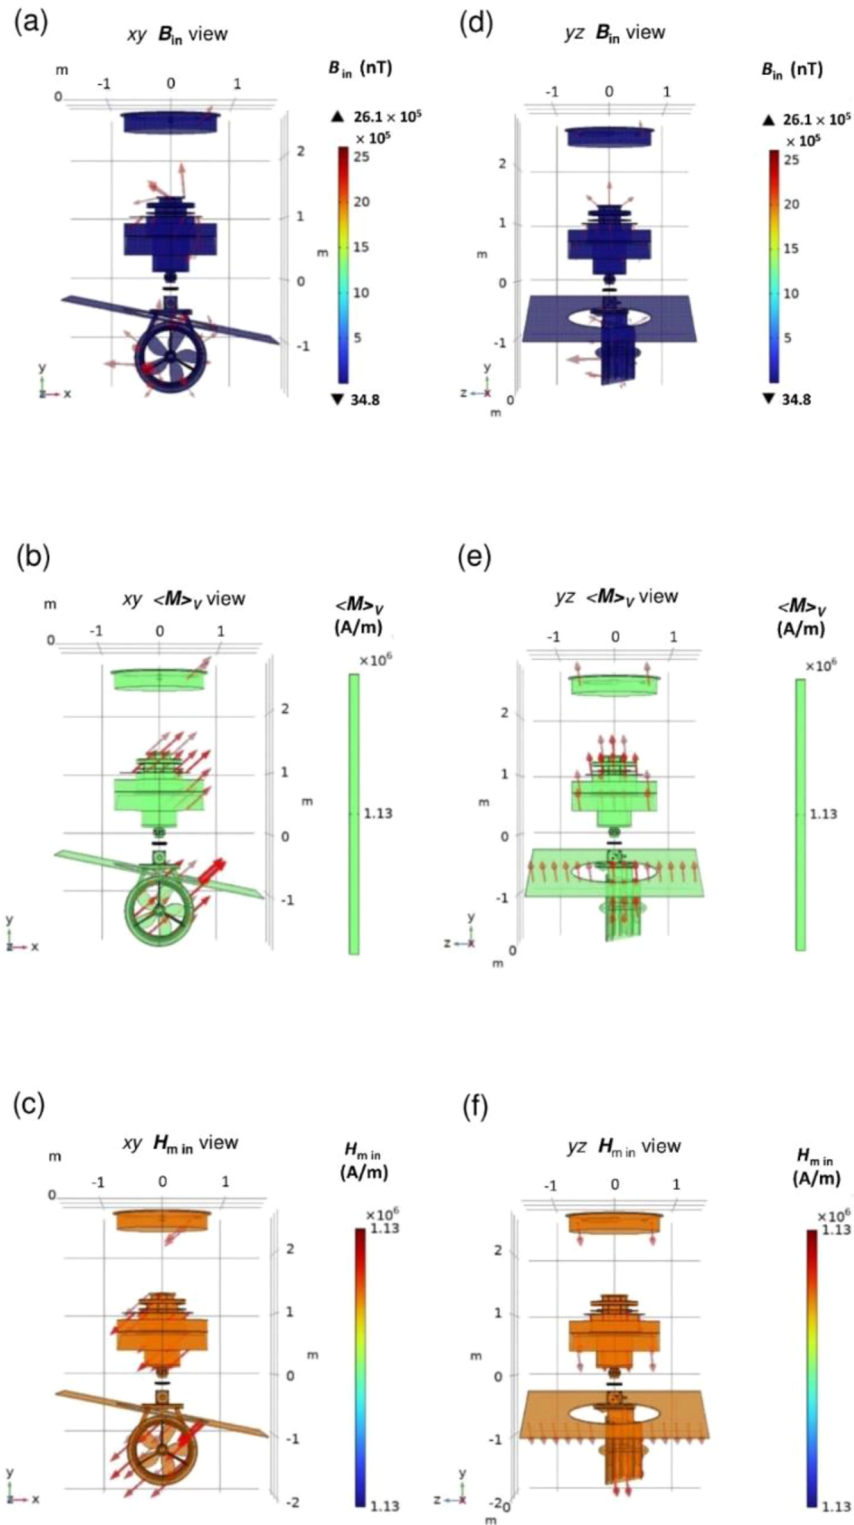 (a)
xy Bin view
m
-1 0 1
0
2
1
m
0
-1
y
z x
Bin (nT)
▲ 26.1 × 10⁵
× 10⁵
25
20
15
10
5
▼ 34.8
(d)
yz Bin view
-1 0 1
2
1
m
0
-1
y
z x
0
m
Bin (nT)
▲ 26.1 × 10⁵
× 10⁵
25
20
15
10
5
▼ 34.8
(b)
xy <M>V view
m
-1 0 1
0
2
1
m
0
-1
y
z x
<M>V
(A/m)
×10⁶
1.13
(e)
yz <M>V view
-1 0 1
2
1
m
0
-1
y
z x
0
m
<M>V
(A/m)
×10⁶
1.13
(c)
xy Hm in view
m
-1 0 1
0
2
1
m
0
-1
-2
y
z x
Hm in
(A/m)
×10⁶
1.13
1.13
(f)
yz Hm in view
-1 0 1
2
1
m
0
-1
-2
0
m
y
z x
Hm in
(A/m)
×10⁶
1.13
1.13